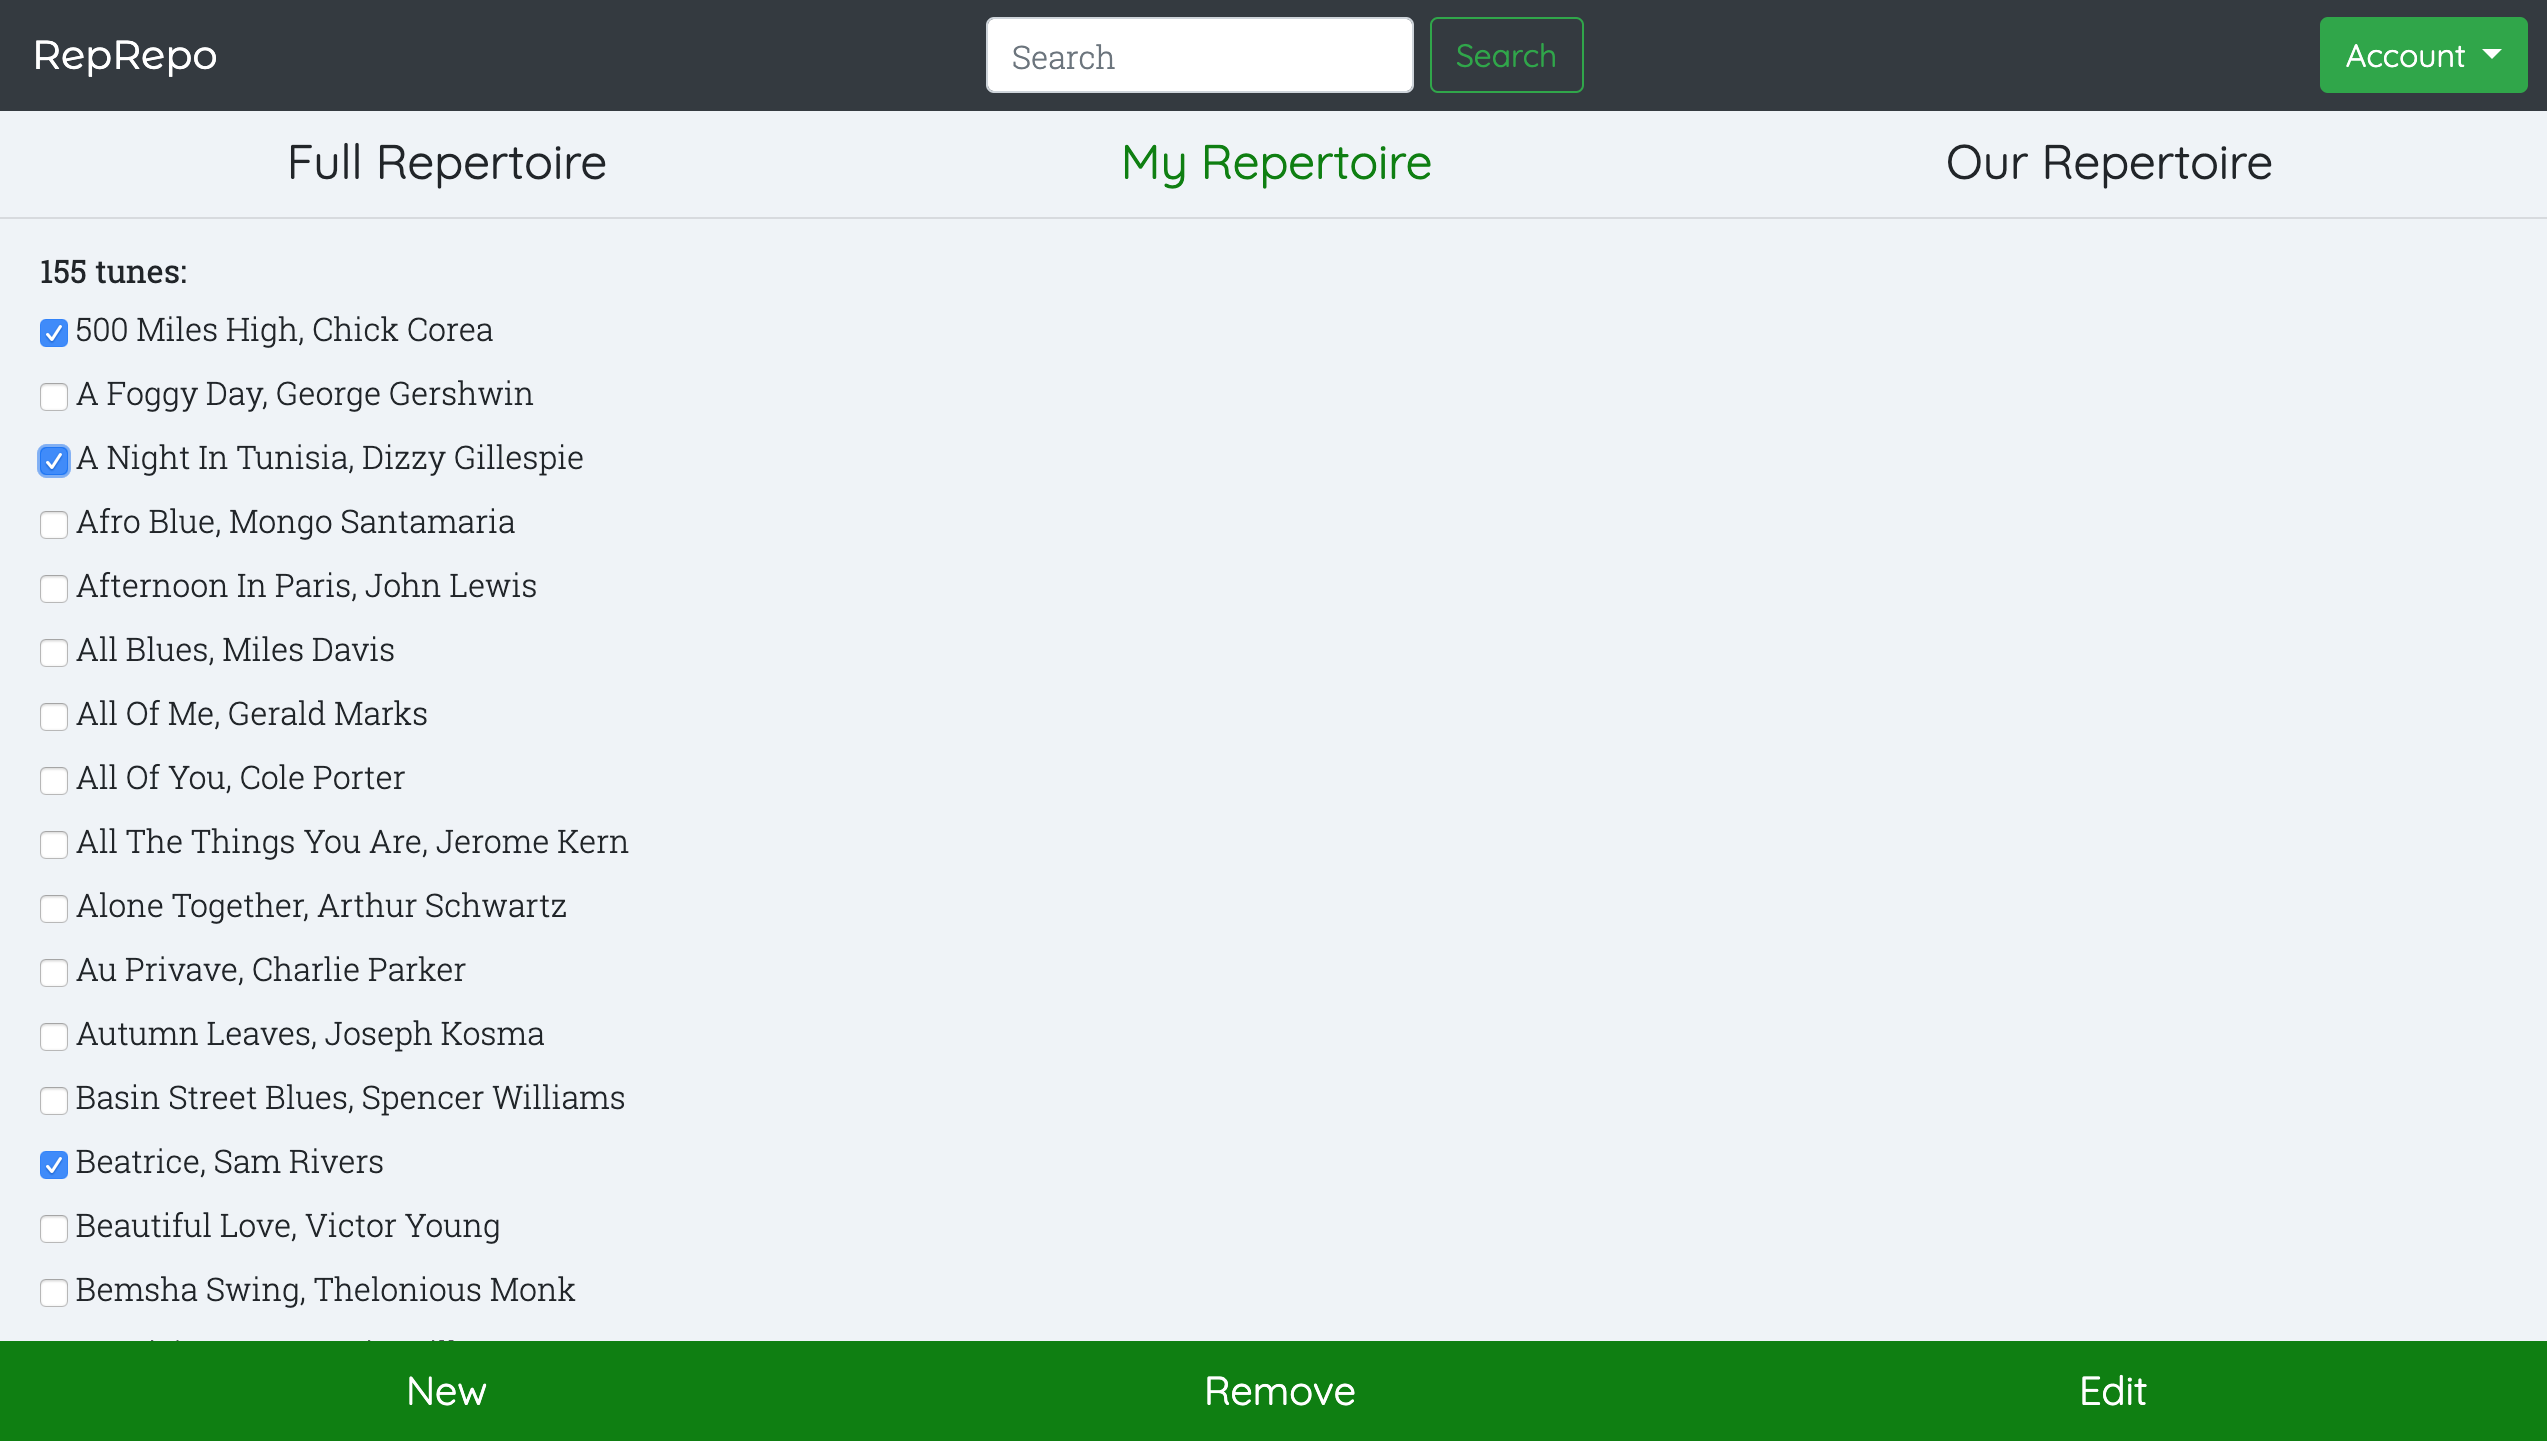 RepRepo
Search
Search
Account
Full Repertoire
My Repertoire
Our Repertoire
155 tunes:
500 Miles High, Chick Corea
A Foggy Day, George Gershwin
A Night In Tunisia, Dizzy Gillespie
Afro Blue, Mongo Santamaria
Afternoon In Paris, John Lewis
All Blues, Miles Davis
All Of Me, Gerald Marks
All Of You, Cole Porter
All The Things You Are, Jerome Kern
Alone Together, Arthur Schwartz
Au Privave, Charlie Parker
Autumn Leaves, Joseph Kosma
Basin Street Blues, Spencer Williams
Beatrice, Sam Rivers
Beautiful Love, Victor Young
Bemsha Swing, Thelonious Monk
New
Remove
Edit